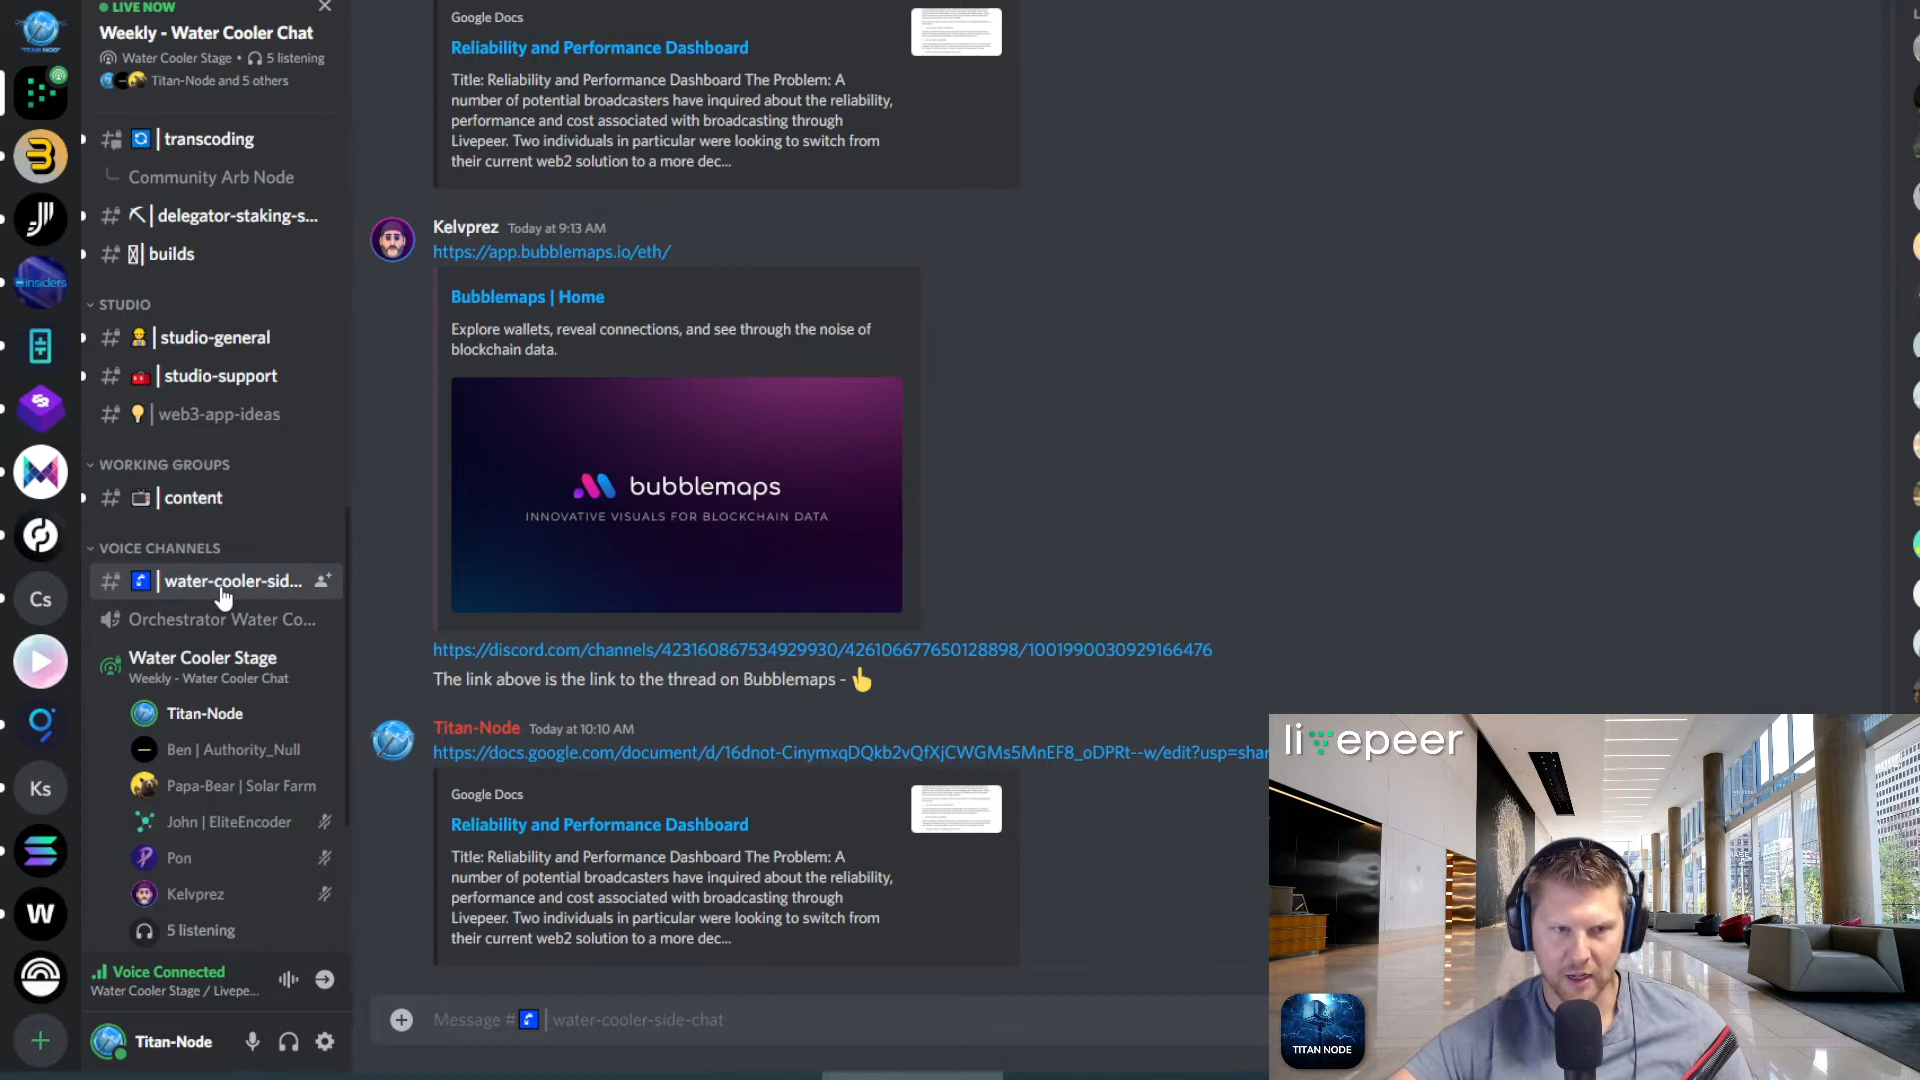 LIVE NOW
Weekly - Water Cooler Chat
Water Cooler Stage • 5 listening
Titan-Node and 5 others
transcoding
Community Arb Node
delegator-staking-s...
builds
STUDIO
studio-general
studio-support
web3-app-ideas
WORKING GROUPS
content
VOICE CHANNELS
water-cooler-sid...
Orchestrator Water Co...
Water Cooler Stage
Weekly - Water Cooler Chat
Titan-Node
Ben | Authority_Null
Papa-Bear | Solar Farm
John | EliteEncoder
Pon
Kelvprez
5 listening
Voice Connected
Water Cooler Stage / Livepe...
Titan-Node
TITAN NODE
insiders
Cs
Ks
W
Google Docs
Reliability and Performance Dashboard
Title: Reliability and Performance Dashboard The Problem: A
number of potential broadcasters have inquired about the reliability,
performance and cost associated with broadcasting through
Livepeer. Two individuals in particular were looking to switch from
their current web2 solution to a more dec...
Kelvprez Today at 9:13 AM
https://app.bubblemaps.io/eth/
Bubblemaps | Home
Explore wallets, reveal connections, and see through the noise of
blockchain data.
bubblemaps
INNOVATIVE VISUALS FOR BLOCKCHAIN DATA
https://discord.com/channels/423160867534929930/426106677650128898/1001990030929166476
The link above is the link to the thread on Bubblemaps - 👆
Titan-Node Today at 10:10 AM
https://docs.google.com/document/d/16dnot-CinymxqDQkb2vQfXjCWGMs5MnEF8_oDPRt--w/edit?usp=shar
Google Docs
Reliability and Performance Dashboard
Title: Reliability and Performance Dashboard The Problem: A
number of potential broadcasters have inquired about the reliability,
performance and cost associated with broadcasting through
Livepeer. Two individuals in particular were looking to switch from
their current web2 solution to a more dec...
Message # | water-cooler-side-chat
livepeer
TITAN NODE